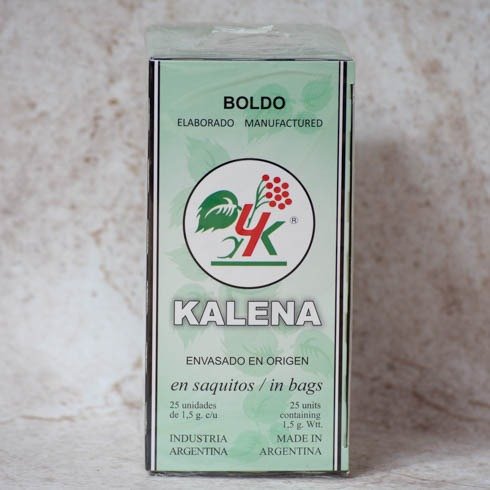 BOLDO
ELABORADO MANUFACTURED
YK ®
KALENA
ENVASADO EN ORIGEN
en saquitos / in bags
25 unidades
de 1,5 g. c/u
25 units
containing
1,5 g. Wtt.
INDUSTRIA
ARGENTINA
MADE IN
ARGENTINA